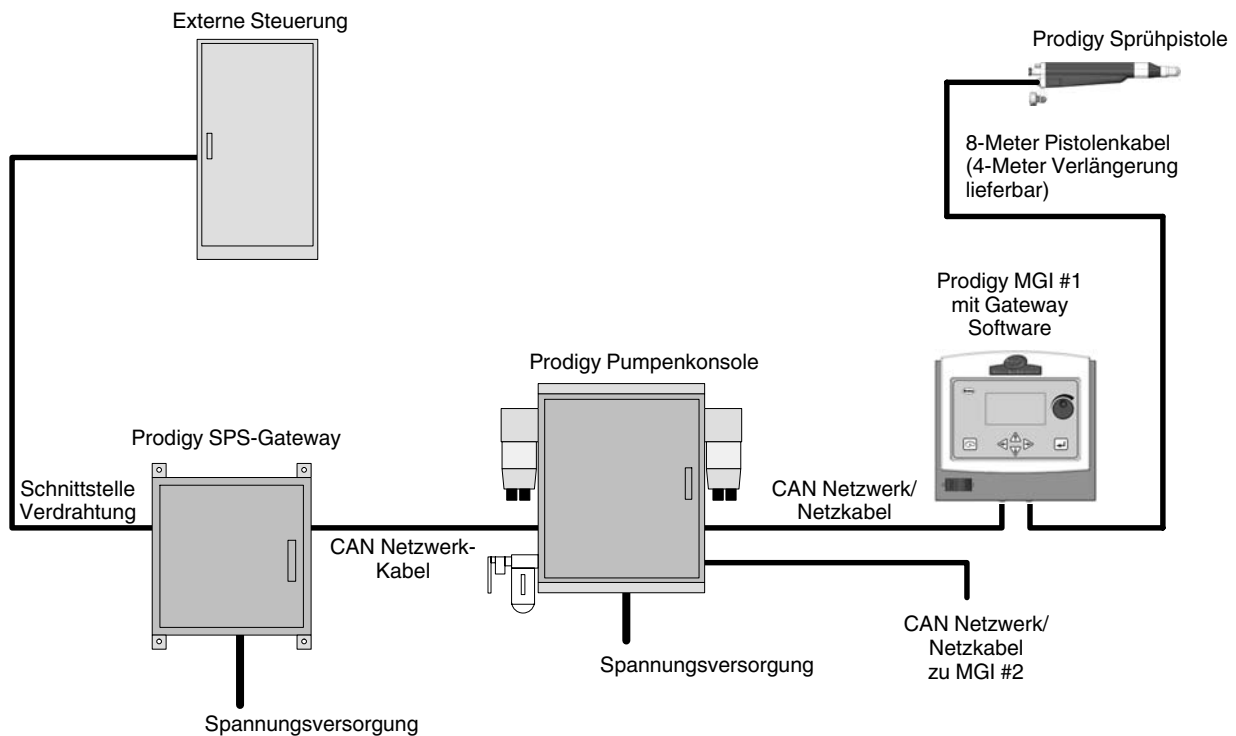 Externe Steuerung
Prodigy Sprühpistole
8-Meter Pistolenkabel
(4-Meter Verlängerung
lieferbar)
Prodigy MGI #1
mit Gateway
Software
Prodigy Pumpenkonsole
Prodigy SPS-Gateway
Schnittstelle
Verdrahtung
CAN Netzwerk-
Kabel
CAN Netzwerk/
Netzkabel
CAN Netzwerk/
Netzkabel
zu MGI #2
Spannungsversorgung
Spannungsversorgung